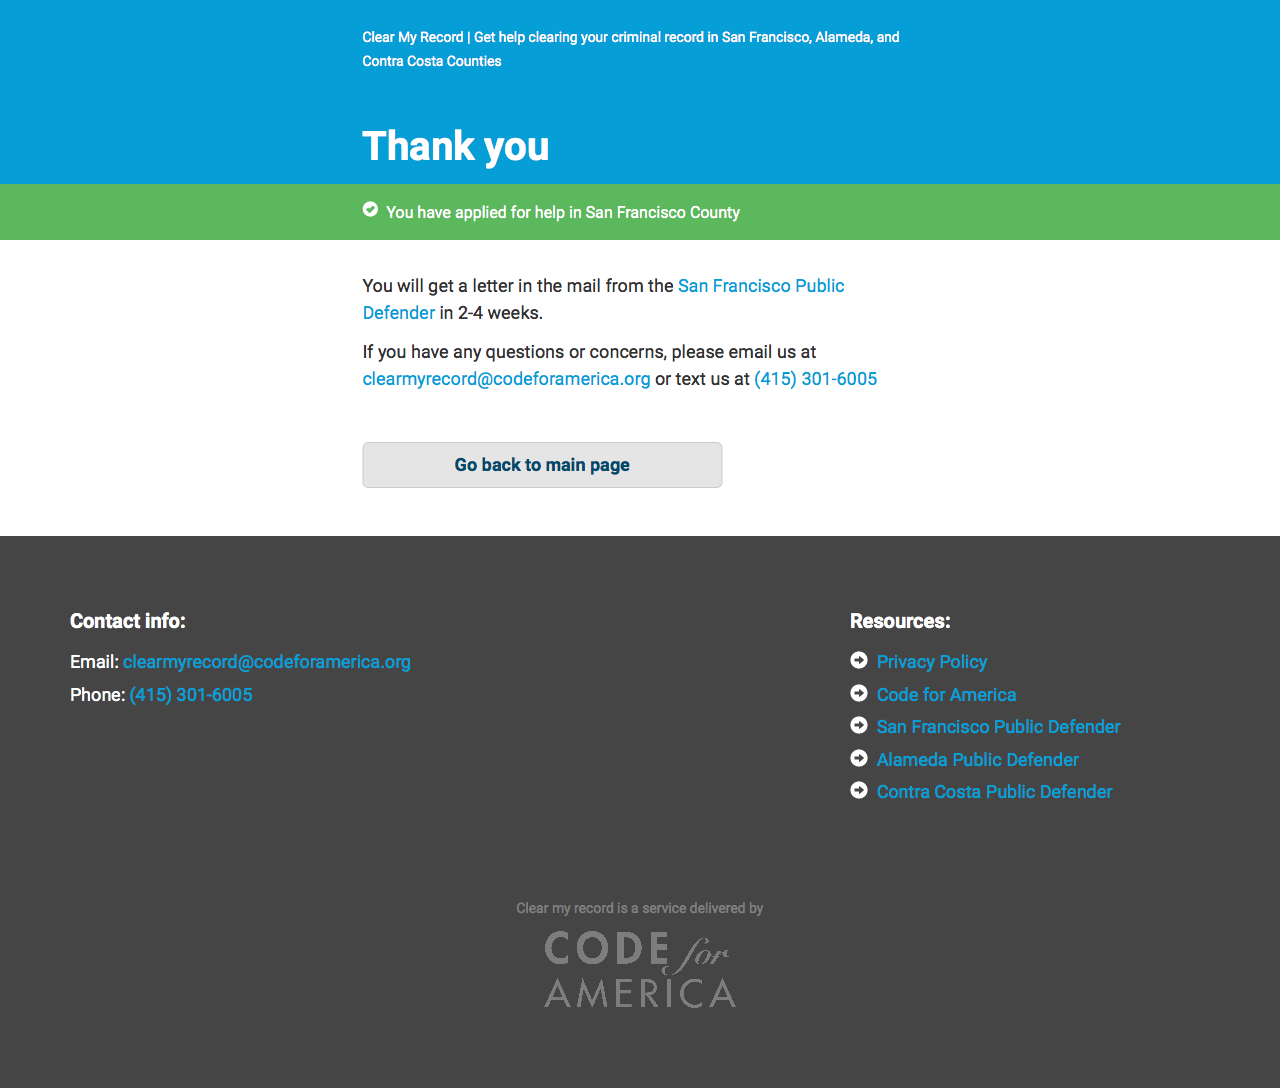 Clear My Record | Get help clearing your criminal record in San Francisco, Alameda, and
Contra Costa Counties
Thank you
You have applied for help in San Francisco County
You will get a letter in the mail from the San Francisco Public
Defender in 2-4 weeks.
If you have any questions or concerns, please email us at
clearmyrecord@codeforamerica.org or text us at (415) 301-6005
Go back to main page
Contact info:
Email: clearmyrecord@codeforamerica.org
Phone: (415) 301-6005
Resources:
Privacy Policy
Code for America
San Francisco Public Defender
Alameda Public Defender
Contra Costa Public Defender
Clear my record is a service delivered by
CODE for
AMERICA